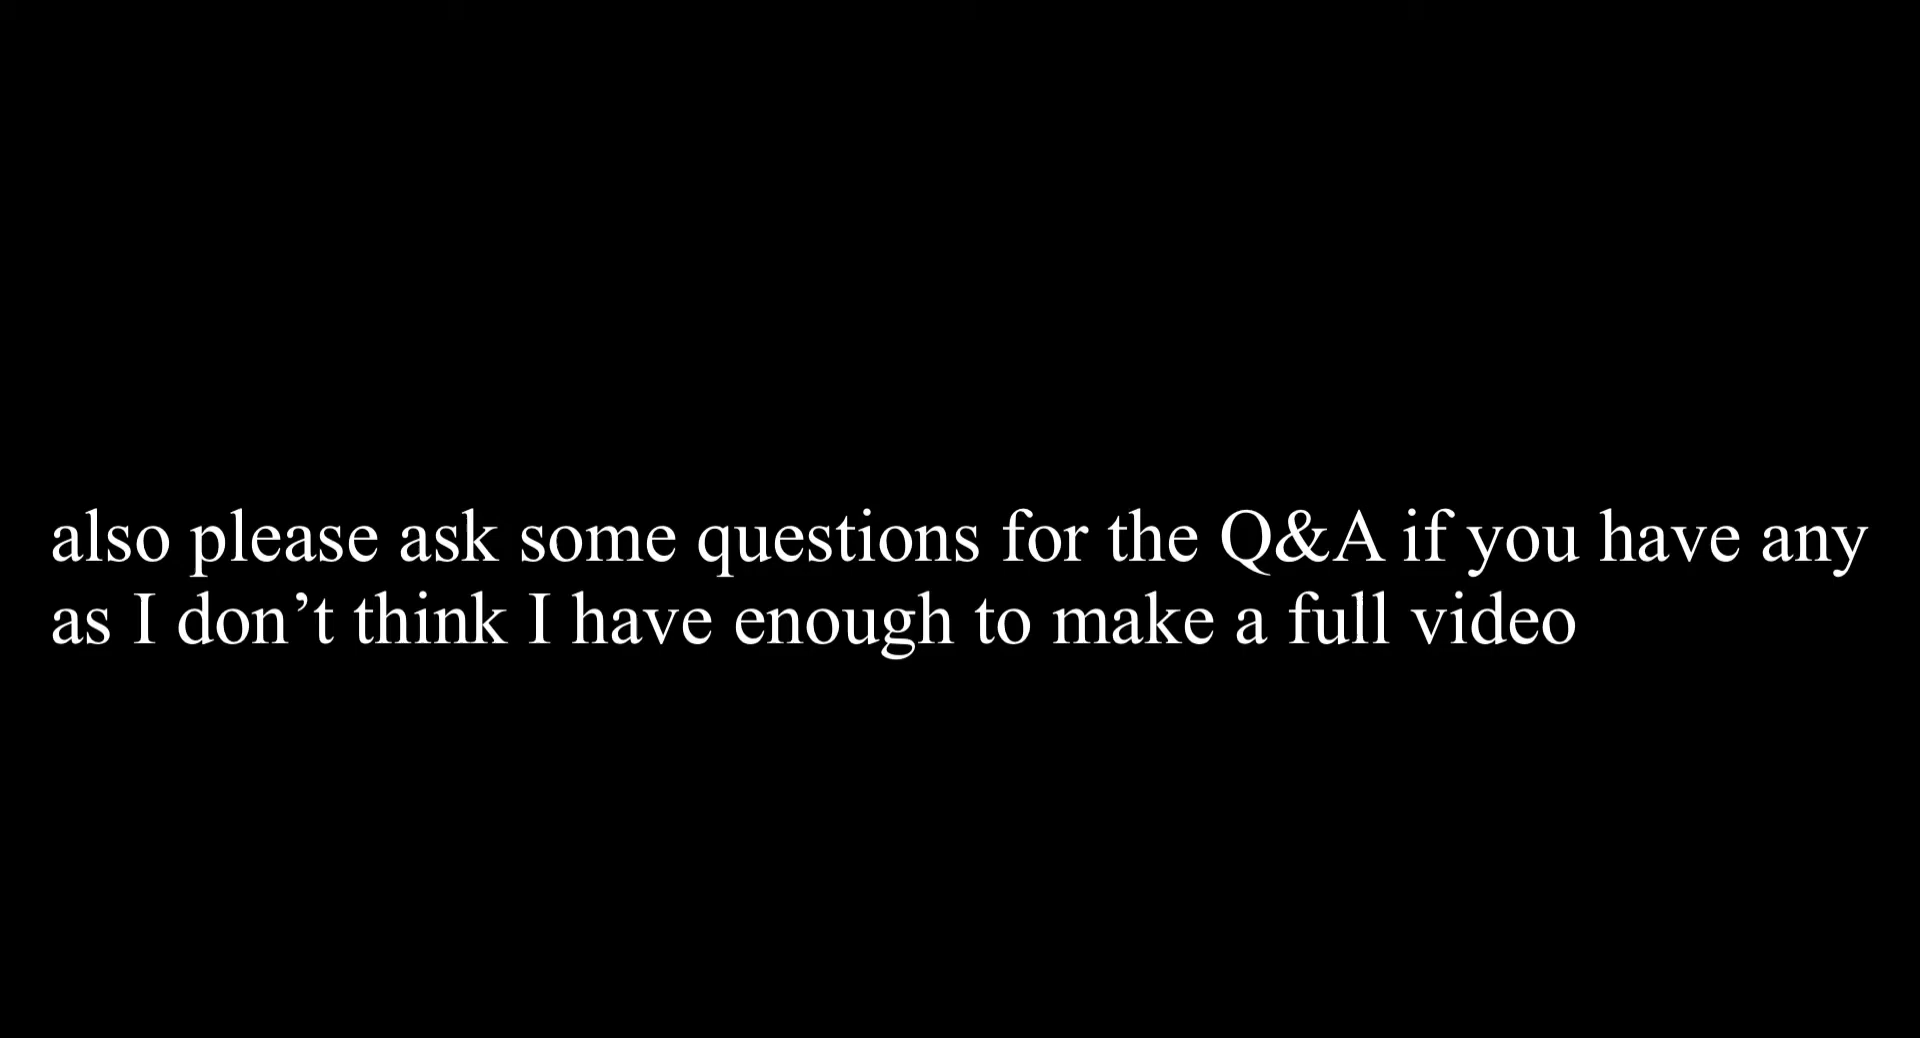 also please ask some questions for the Q&A if you have any
as I don’t think I have enough to make a full video